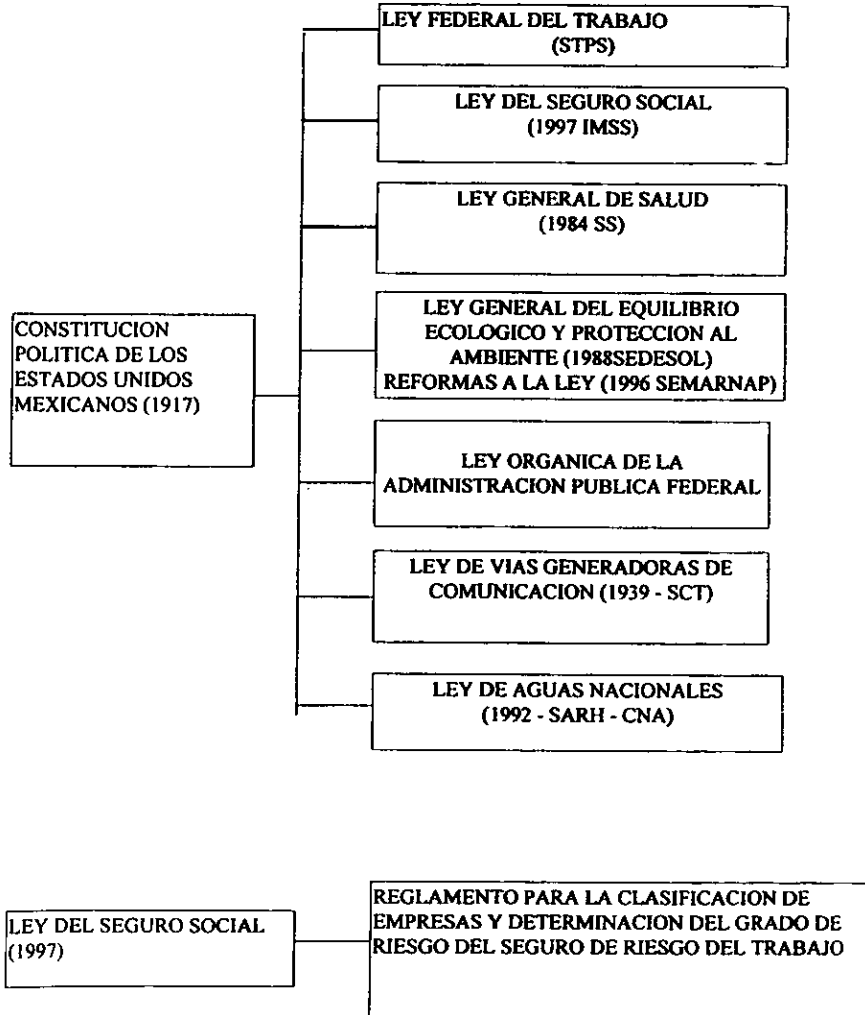 LEY FEDERAL DEL TRABAJO
(STPS)
LEY DEL SEGURO SOCIAL
(1997 IMSS)
LEY GENERAL DE SALUD
(1984 SS)
CONSTITUCION
POLITICA DE LOS
ESTADOS UNIDOS
MEXICANOS (1917)
LEY GENERAL DEL EQUILIBRIO
ECOLOGICO Y PROTECCION AL
AMBIENTE (1988SEDESOL)
REFORMAS A LA LEY (1996 SEMARNAP)
LEY ORGANICA DE LA
ADMINISTRACION PUBLICA FEDERAL
LEY DE VIAS GENERADORAS DE
COMUNICACION (1939 - SCT)
LEY DE AGUAS NACIONALES
(1992 - SARH - CNA)
LEY DEL SEGURO SOCIAL
(1997)
REGLAMENTO PARA LA CLASIFICACION DE
EMPRESAS Y DETERMINACION DEL GRADO DE
RIESGO DEL SEGURO DE RIESGO DEL TRABAJO